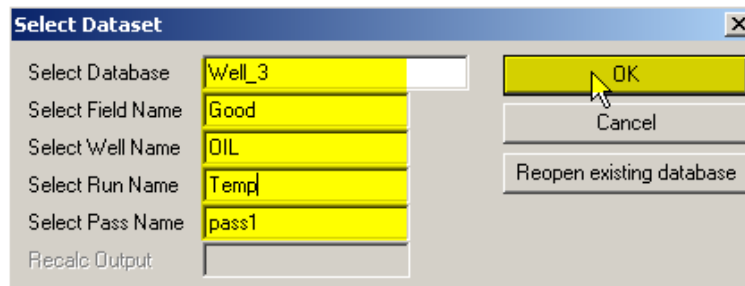 Select Dataset
Select Database Well_3 OK
Select Field Name Good
Cancel
Select Well Name OIL
Select Run Name Temp Reopen existing database
Select Pass Name pass1
Recalc Output